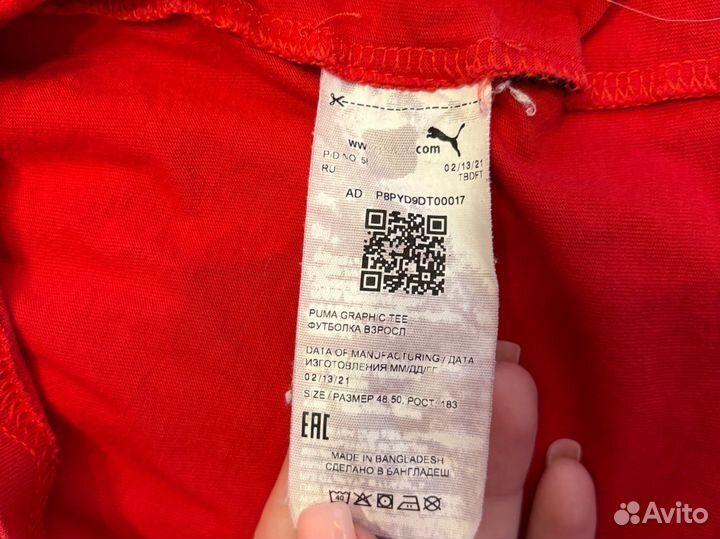 ww com
P.D NO. 02/13/21
RU TBDFT
AD P8PYD9DT00017
PUMA GRAPHIC TEE
ФУТБОЛКА ВЗРОСЛ
DATA OF MANUFACTURING / ДАТА
ИЗГОТОВЛЕНИЯ ММ/ДД/ГГ
02/13/21
SIZE / РАЗМЕР 48.50, РОСТ: 183
EAC
MADE IN BANGLADESH
СДЕЛАНО В БАНГЛАДЕШ
40
Avito